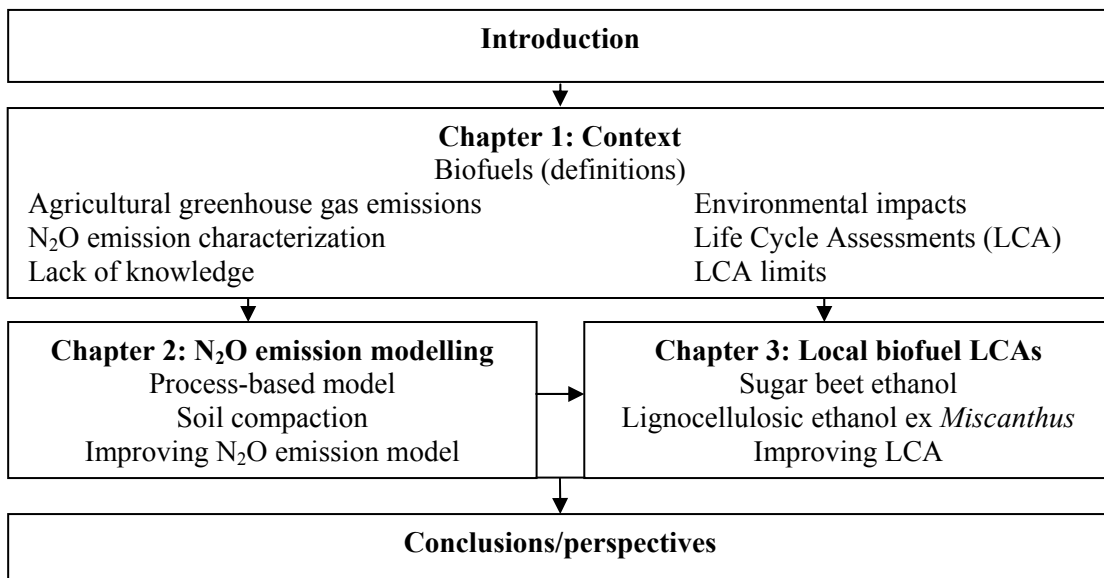 Introduction
Chapter 1: Context
Biofuels (definitions)
Agricultural greenhouse gas emissions
N₂O emission characterization
Lack of knowledge
Environmental impacts
Life Cycle Assessments (LCA)
LCA limits
Chapter 2: N₂O emission modelling
Process-based model
Soil compaction
Improving N₂O emission model
Chapter 3: Local biofuel LCAs
Sugar beet ethanol
Lignocellulosic ethanol ex Miscanthus
Improving LCA
Conclusions/perspectives